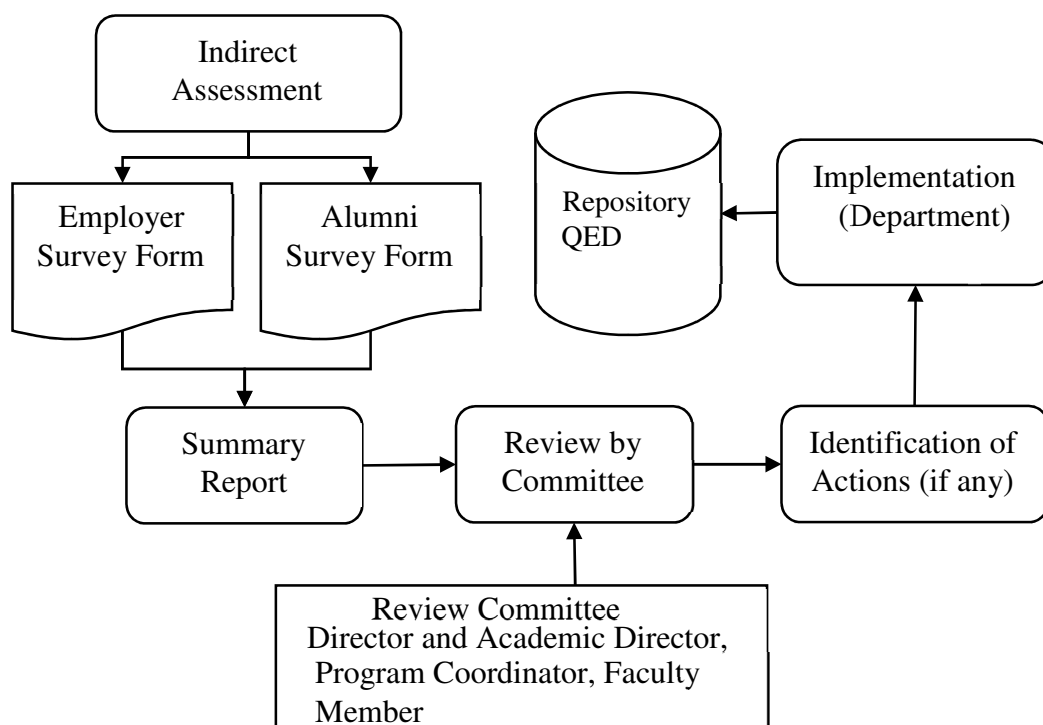 Indirect
Assessment
Employer
Survey Form
Alumni
Survey Form
Repository
QED
Implementation
(Department)
Summary
Report
Review by
Committee
Identification of
Actions (if any)
Review Committee
Director and Academic Director,
Program Coordinator, Faculty
Member